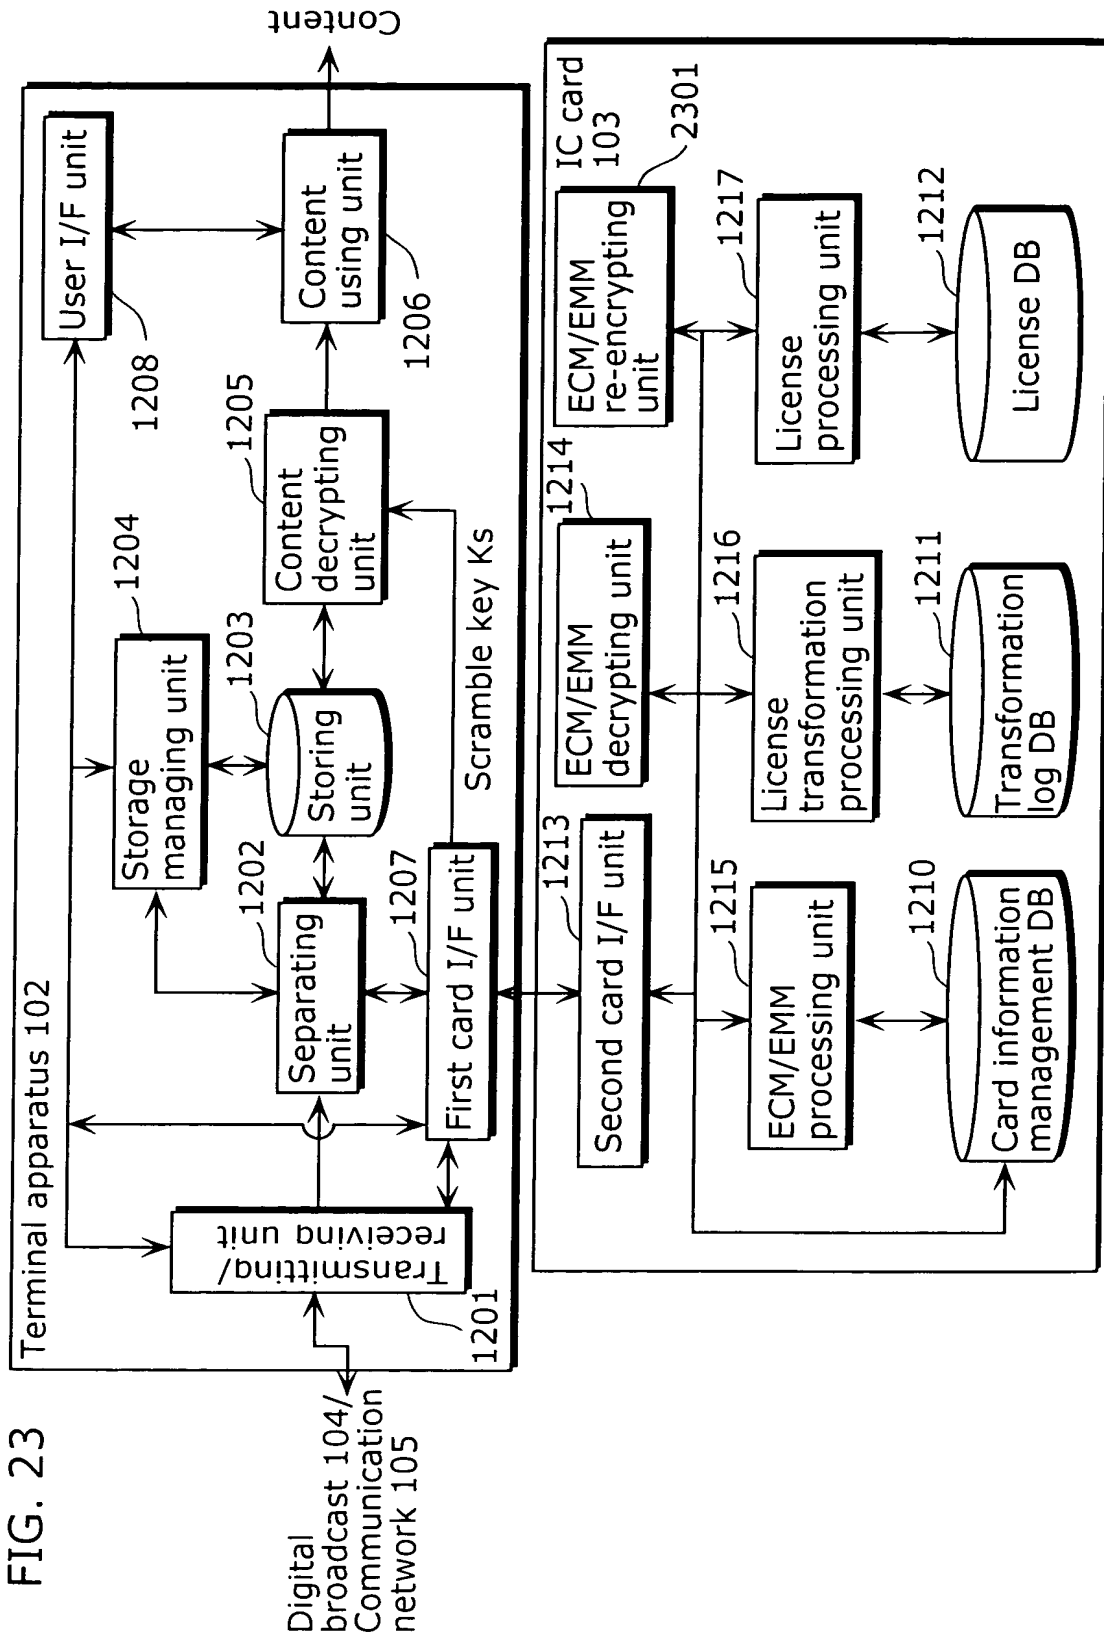 FIG. 23
Terminal apparatus 102
Digital
broadcast 104/
Communication
network 105
Transmitting/
receiving unit
1201
Separating
unit
1202
Storing
unit
1203
Storage
managing unit
1204
Content
decrypting
unit
1205
Content
using unit
1206
First card I/F unit
1207
User I/F unit
1208
Scramble key Ks
Content
IC card
103
Second card I/F unit
1213
ECM/EMM
decrypting unit
1214
ECM/EMM
re-encrypting
unit
2301
ECM/EMM
processing unit
1215
License
transformation
processing unit
1216
License
processing unit
1217
Card information
management DB
1210
Transformation
log DB
1211
License DB
1212